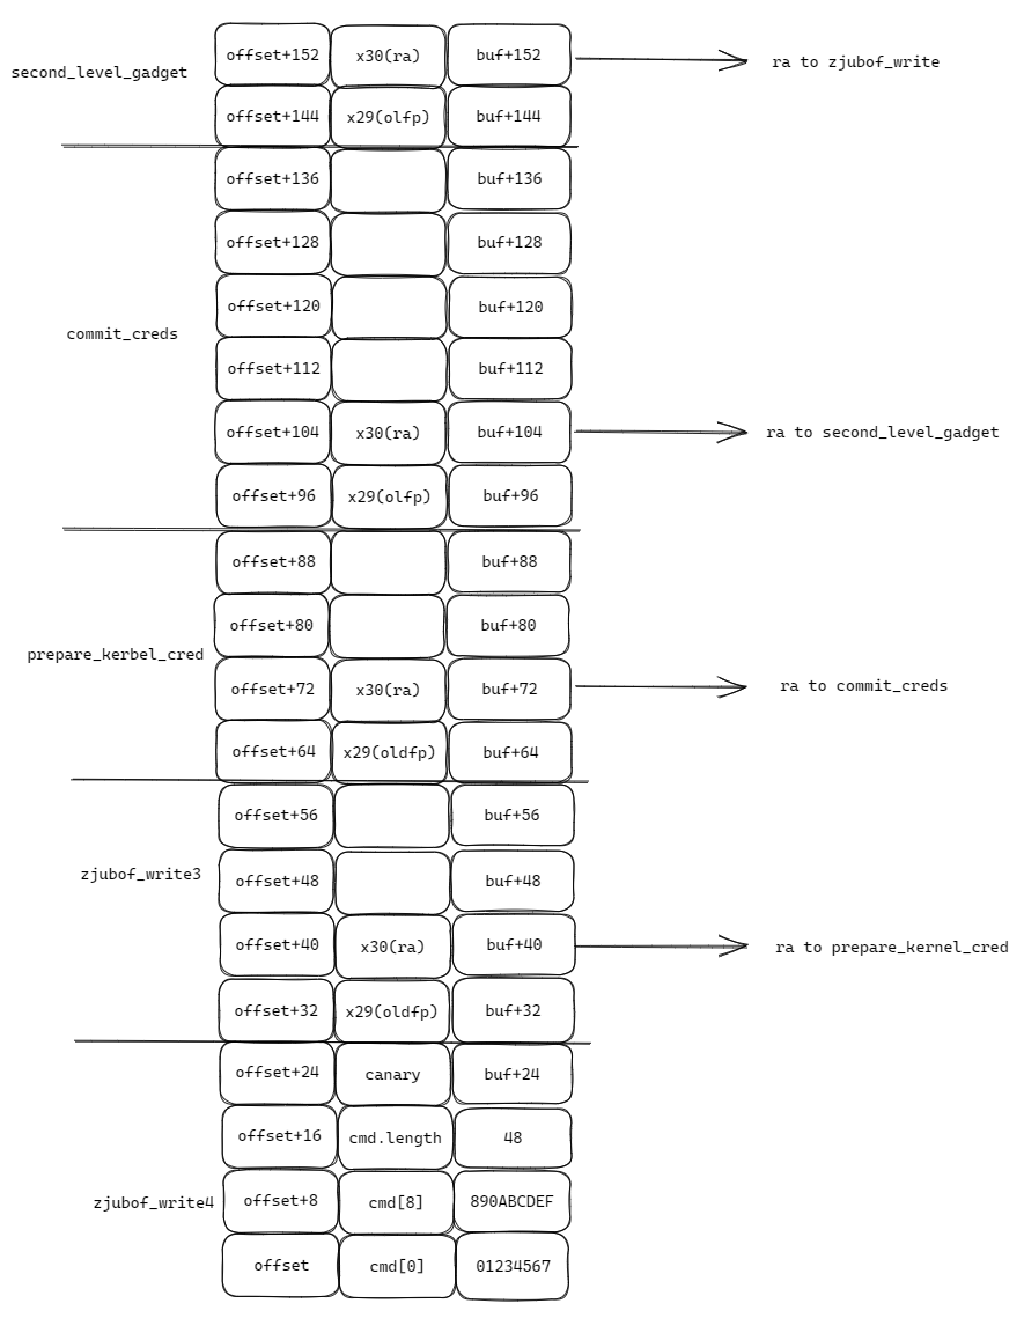 offset+152 x30(ra) buf+152 ra to zjubof_write
second_level_gadget
offset+144 x29(olfp) buf+144
offset+136 buf+136
offset+128 buf+128
offset+120 buf+120
commit_creds
offset+112 buf+112
offset+104 x30(ra) buf+104 ra to second_level_gadget
offset+96 x29(olfp) buf+96
offset+88 buf+88
offset+80 buf+80
prepare_kerbel_cred
offset+72 x30(ra) buf+72 ra to commit_creds
offset+64 x29(oldfp) buf+64
offset+56 buf+56
zjubof_write3
offset+48 buf+48
offset+40 x30(ra) buf+40 ra to prepare_kernel_cred
offset+32 x29(oldfp) buf+32
offset+24 canary buf+24
offset+16 cmd.length 48
zjubof_write4
offset+8 cmd[8] 890ABCDEF
offset cmd[0] 01234567